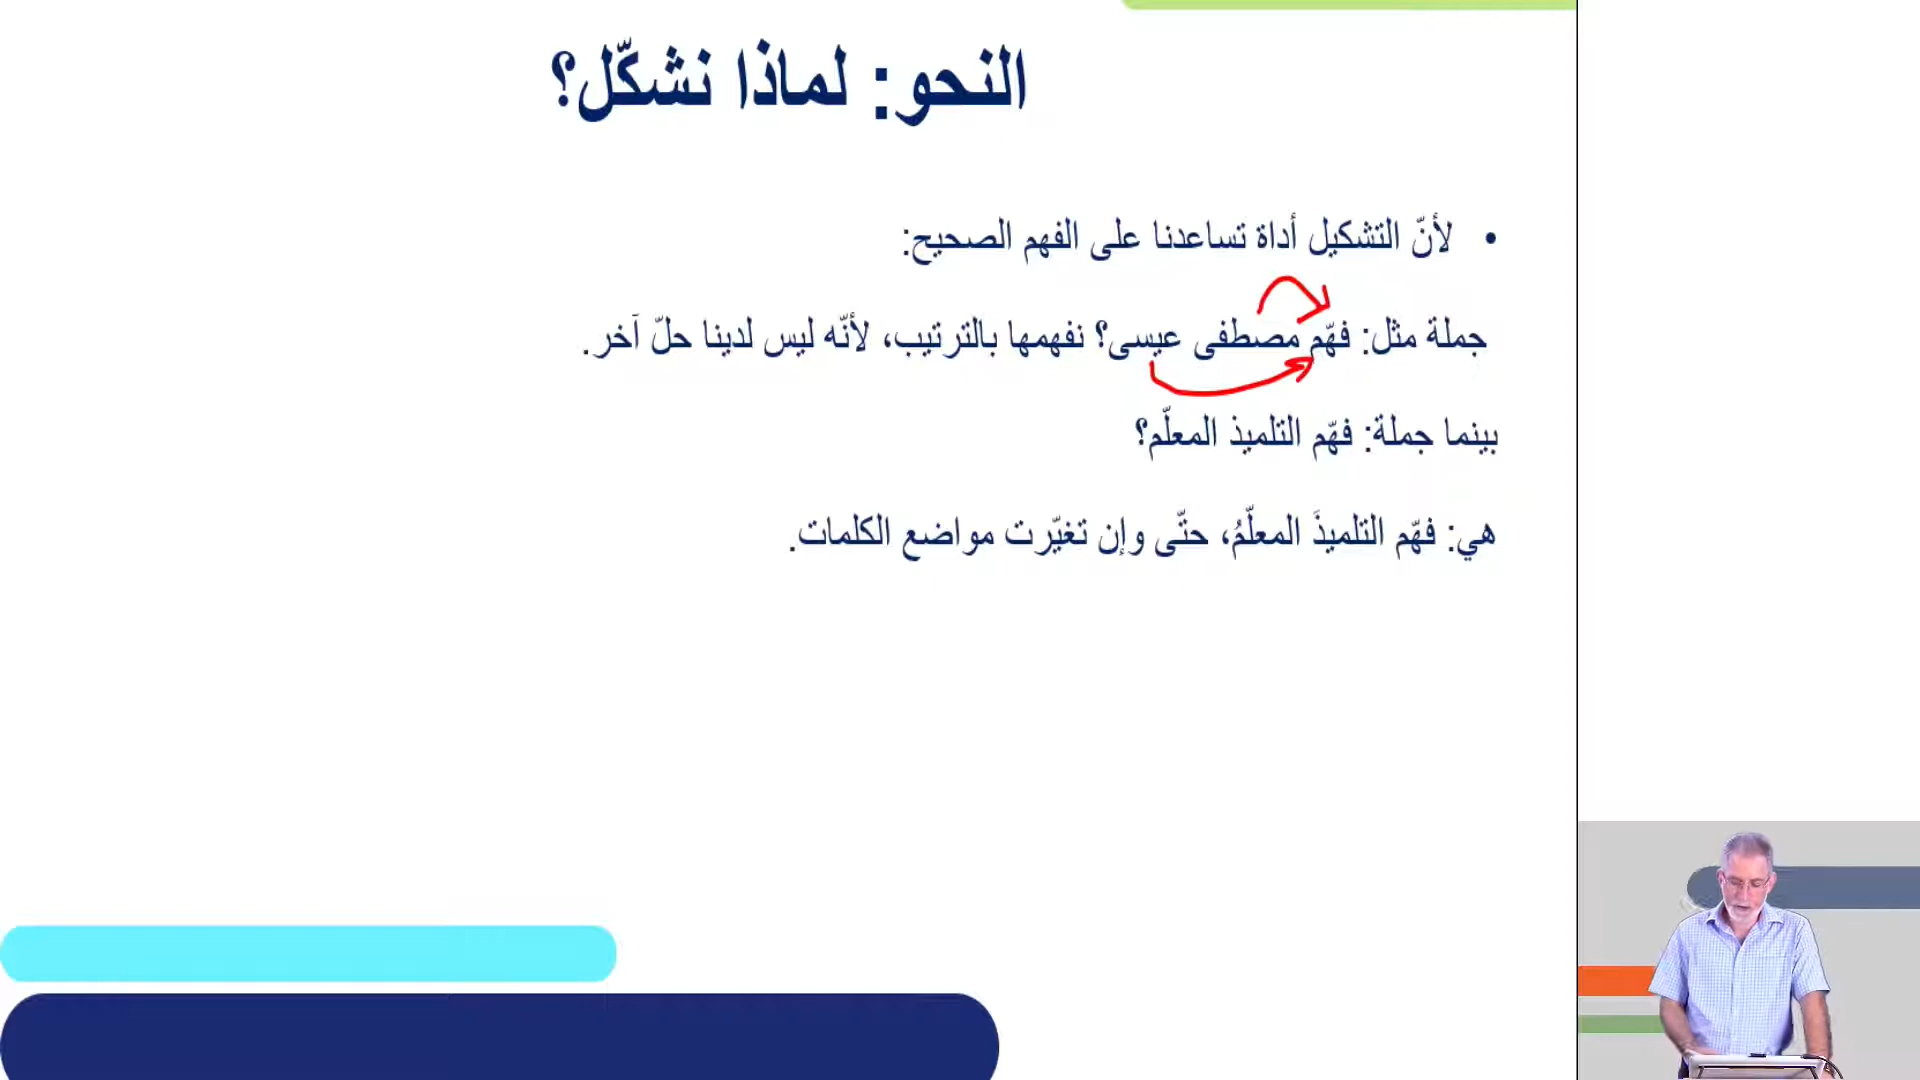 النحو: لماذا نشكّل؟
• لأنّ التشكيل أداة تساعدنا على الفهم الصحيح:
جملة مثل: فهّم مصطفى عيسى؟ نفهمها بالترتيب، لأنّه ليس لدينا حلّ آخر.
بينما جملة: فهّم التلميذ المعلّم؟
هي: فهّم التلميذَ المعلّمُ، حتّى وإن تغيّرت مواضع الكلمات.